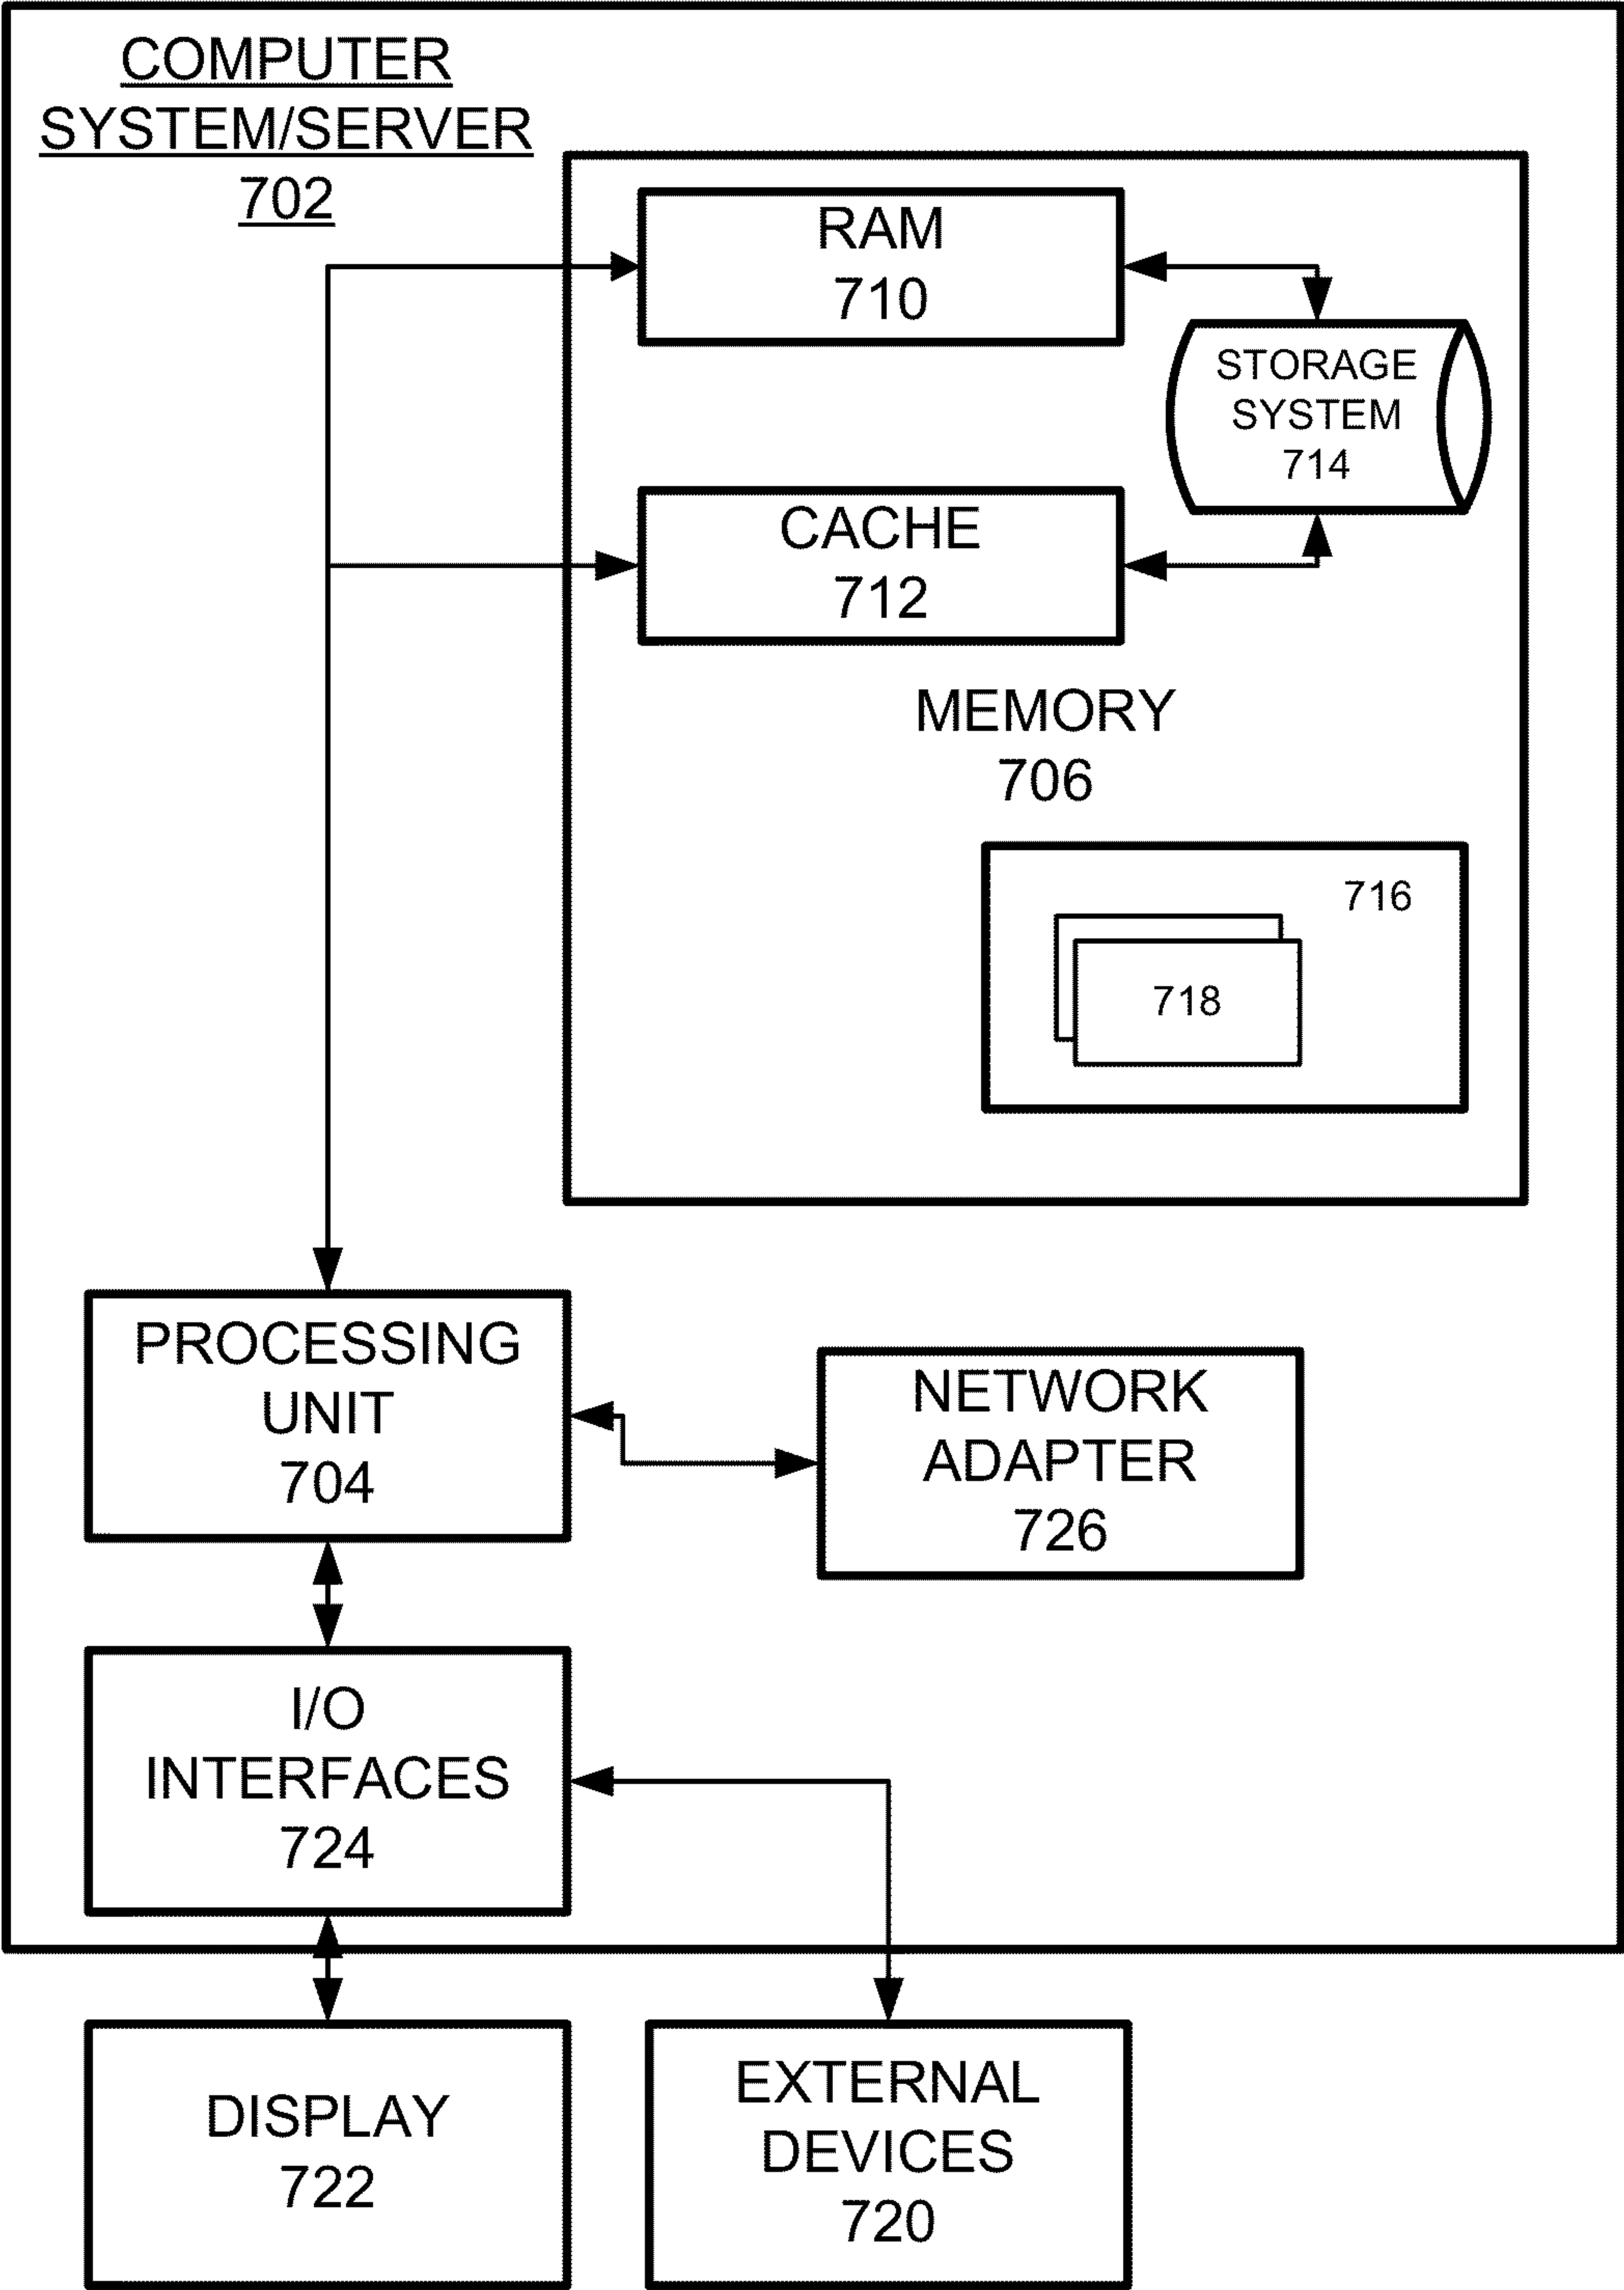 COMPUTER
SYSTEM/SERVER
702
RAM
710
STORAGE
SYSTEM
714
CACHE
712
MEMORY
706
716
718
PROCESSING
UNIT
704
NETWORK
ADAPTER
726
I/O
INTERFACES
724
DISPLAY
722
EXTERNAL
DEVICES
720